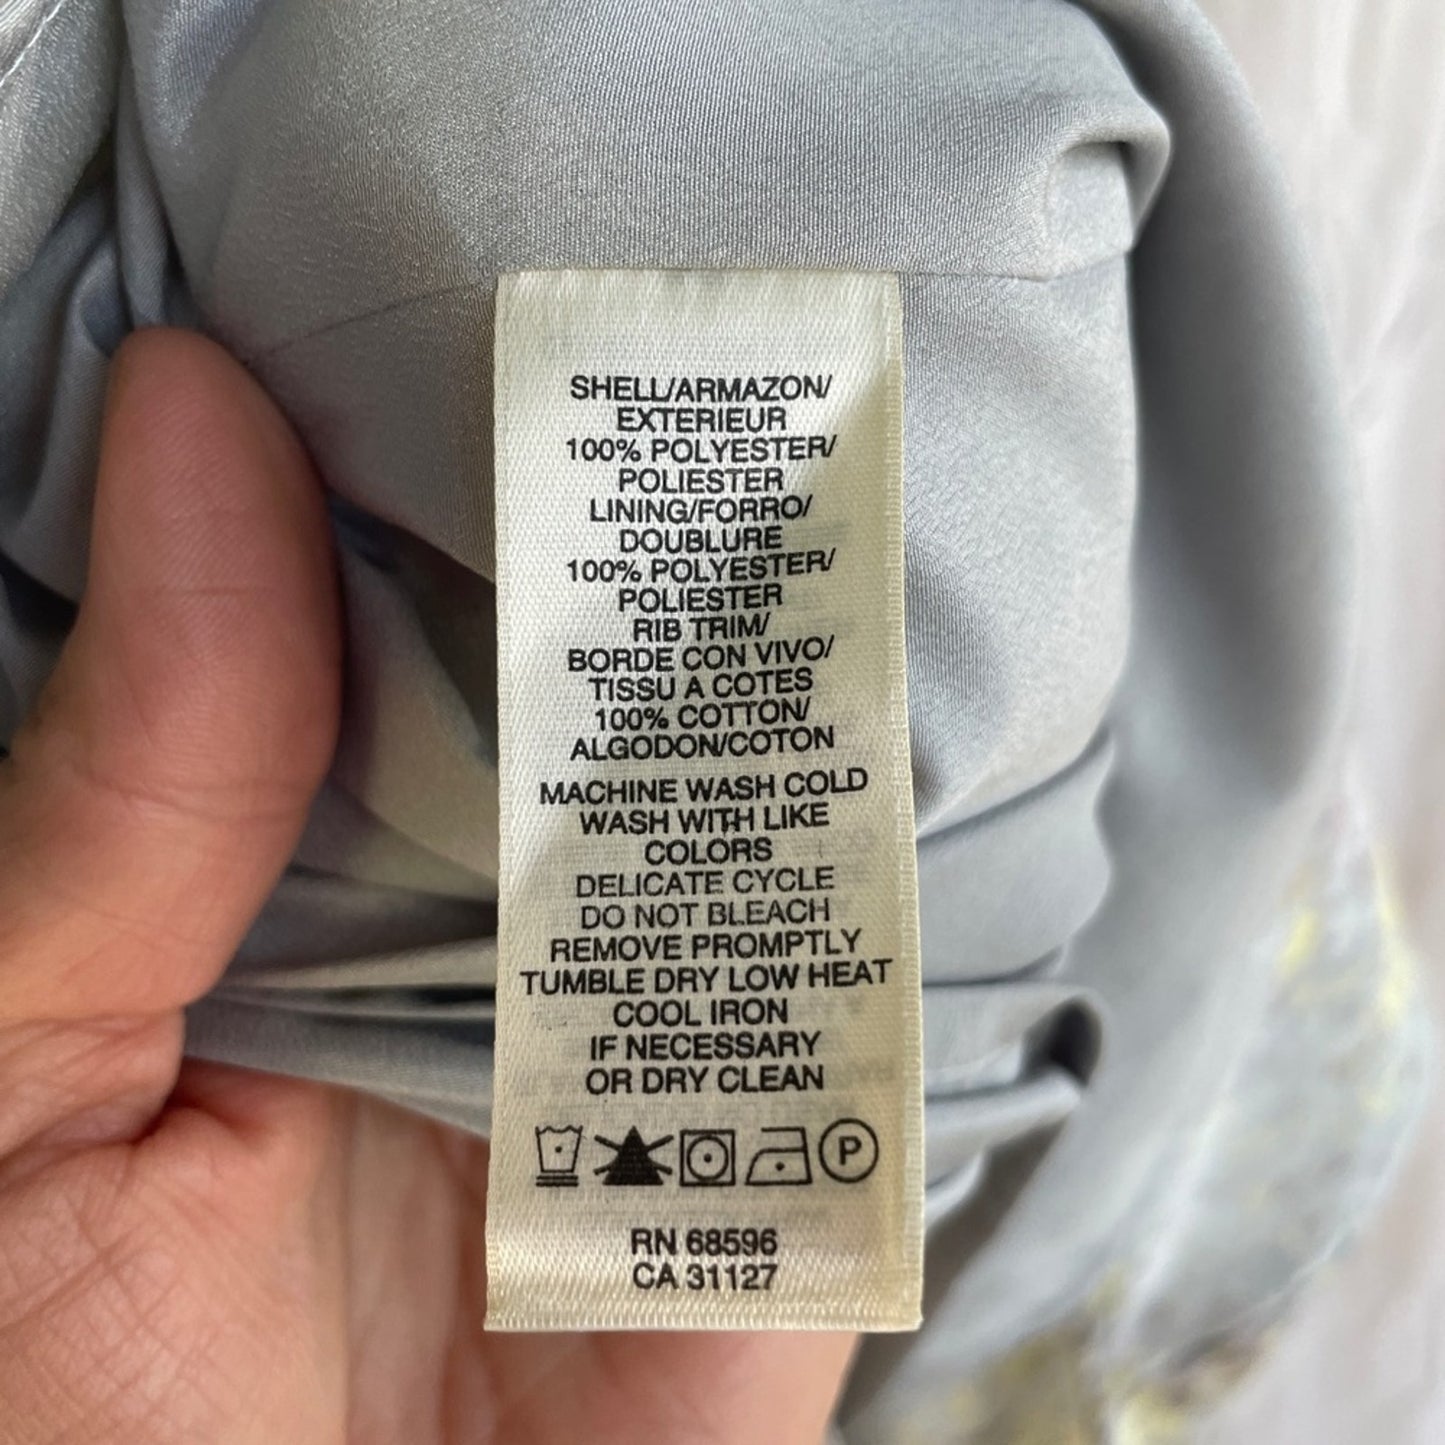 SHELL/ARMAZON/
EXTERIEUR
100% POLYESTER/
POLIESTER
LINING/FORRO/
DOUBLURE
100% POLYESTER/
POLIESTER
RIB TRIM/
BORDE CON VIVO/
TISSU A COTES
100% COTTON/
ALGODON/COTON
MACHINE WASH COLD
WASH WITH LIKE
COLORS
DELICATE CYCLE
DO NOT BLEACH
REMOVE PROMPTLY
TUMBLE DRY LOW HEAT
COOL IRON
IF NECESSARY
OR DRY CLEAN
P
RN 68596
CA 31127